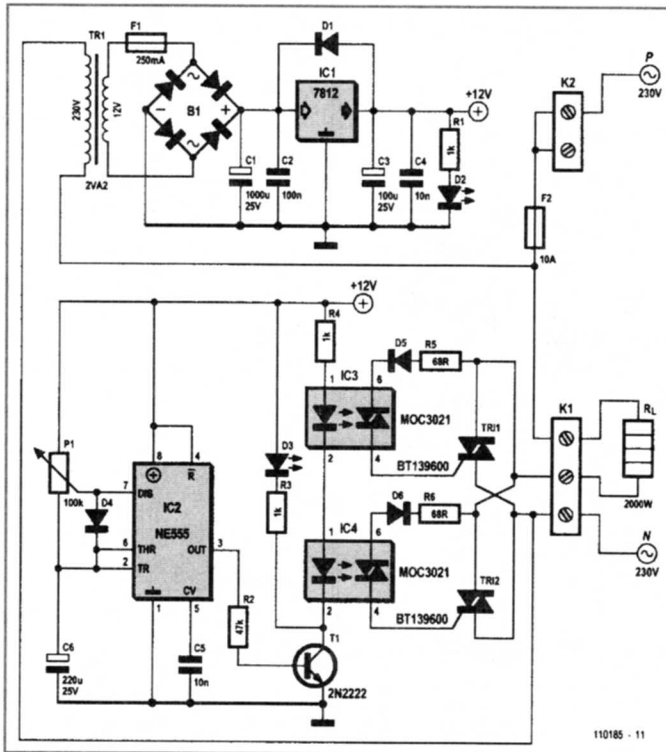 TR1
F1
250mA
230V
12V
2VA2
B1
D1
IC1
7812
+12V
C1
1000u
25V
C2
100n
C3
100u
25V
C4
10n
R1
1k
D2
K2
P
230V
F2
10A
+12V
R4
1k
IC3
1
6
2
4
MOC3021
D5
R5
68R
TRI1
BT139600
K1
RL
2000W
N
230V
P1
100k
D4
8
4
R
7
DIS
IC2
NE555
6
THR
OUT
3
2
TR
CV
1
5
D3
R3
1k
R2
47k
IC4
1
6
2
4
MOC3021
D6
R6
68R
TRI2
BT139600
T1
2N2222
C6
220u
25V
C5
10n
110185 - 11